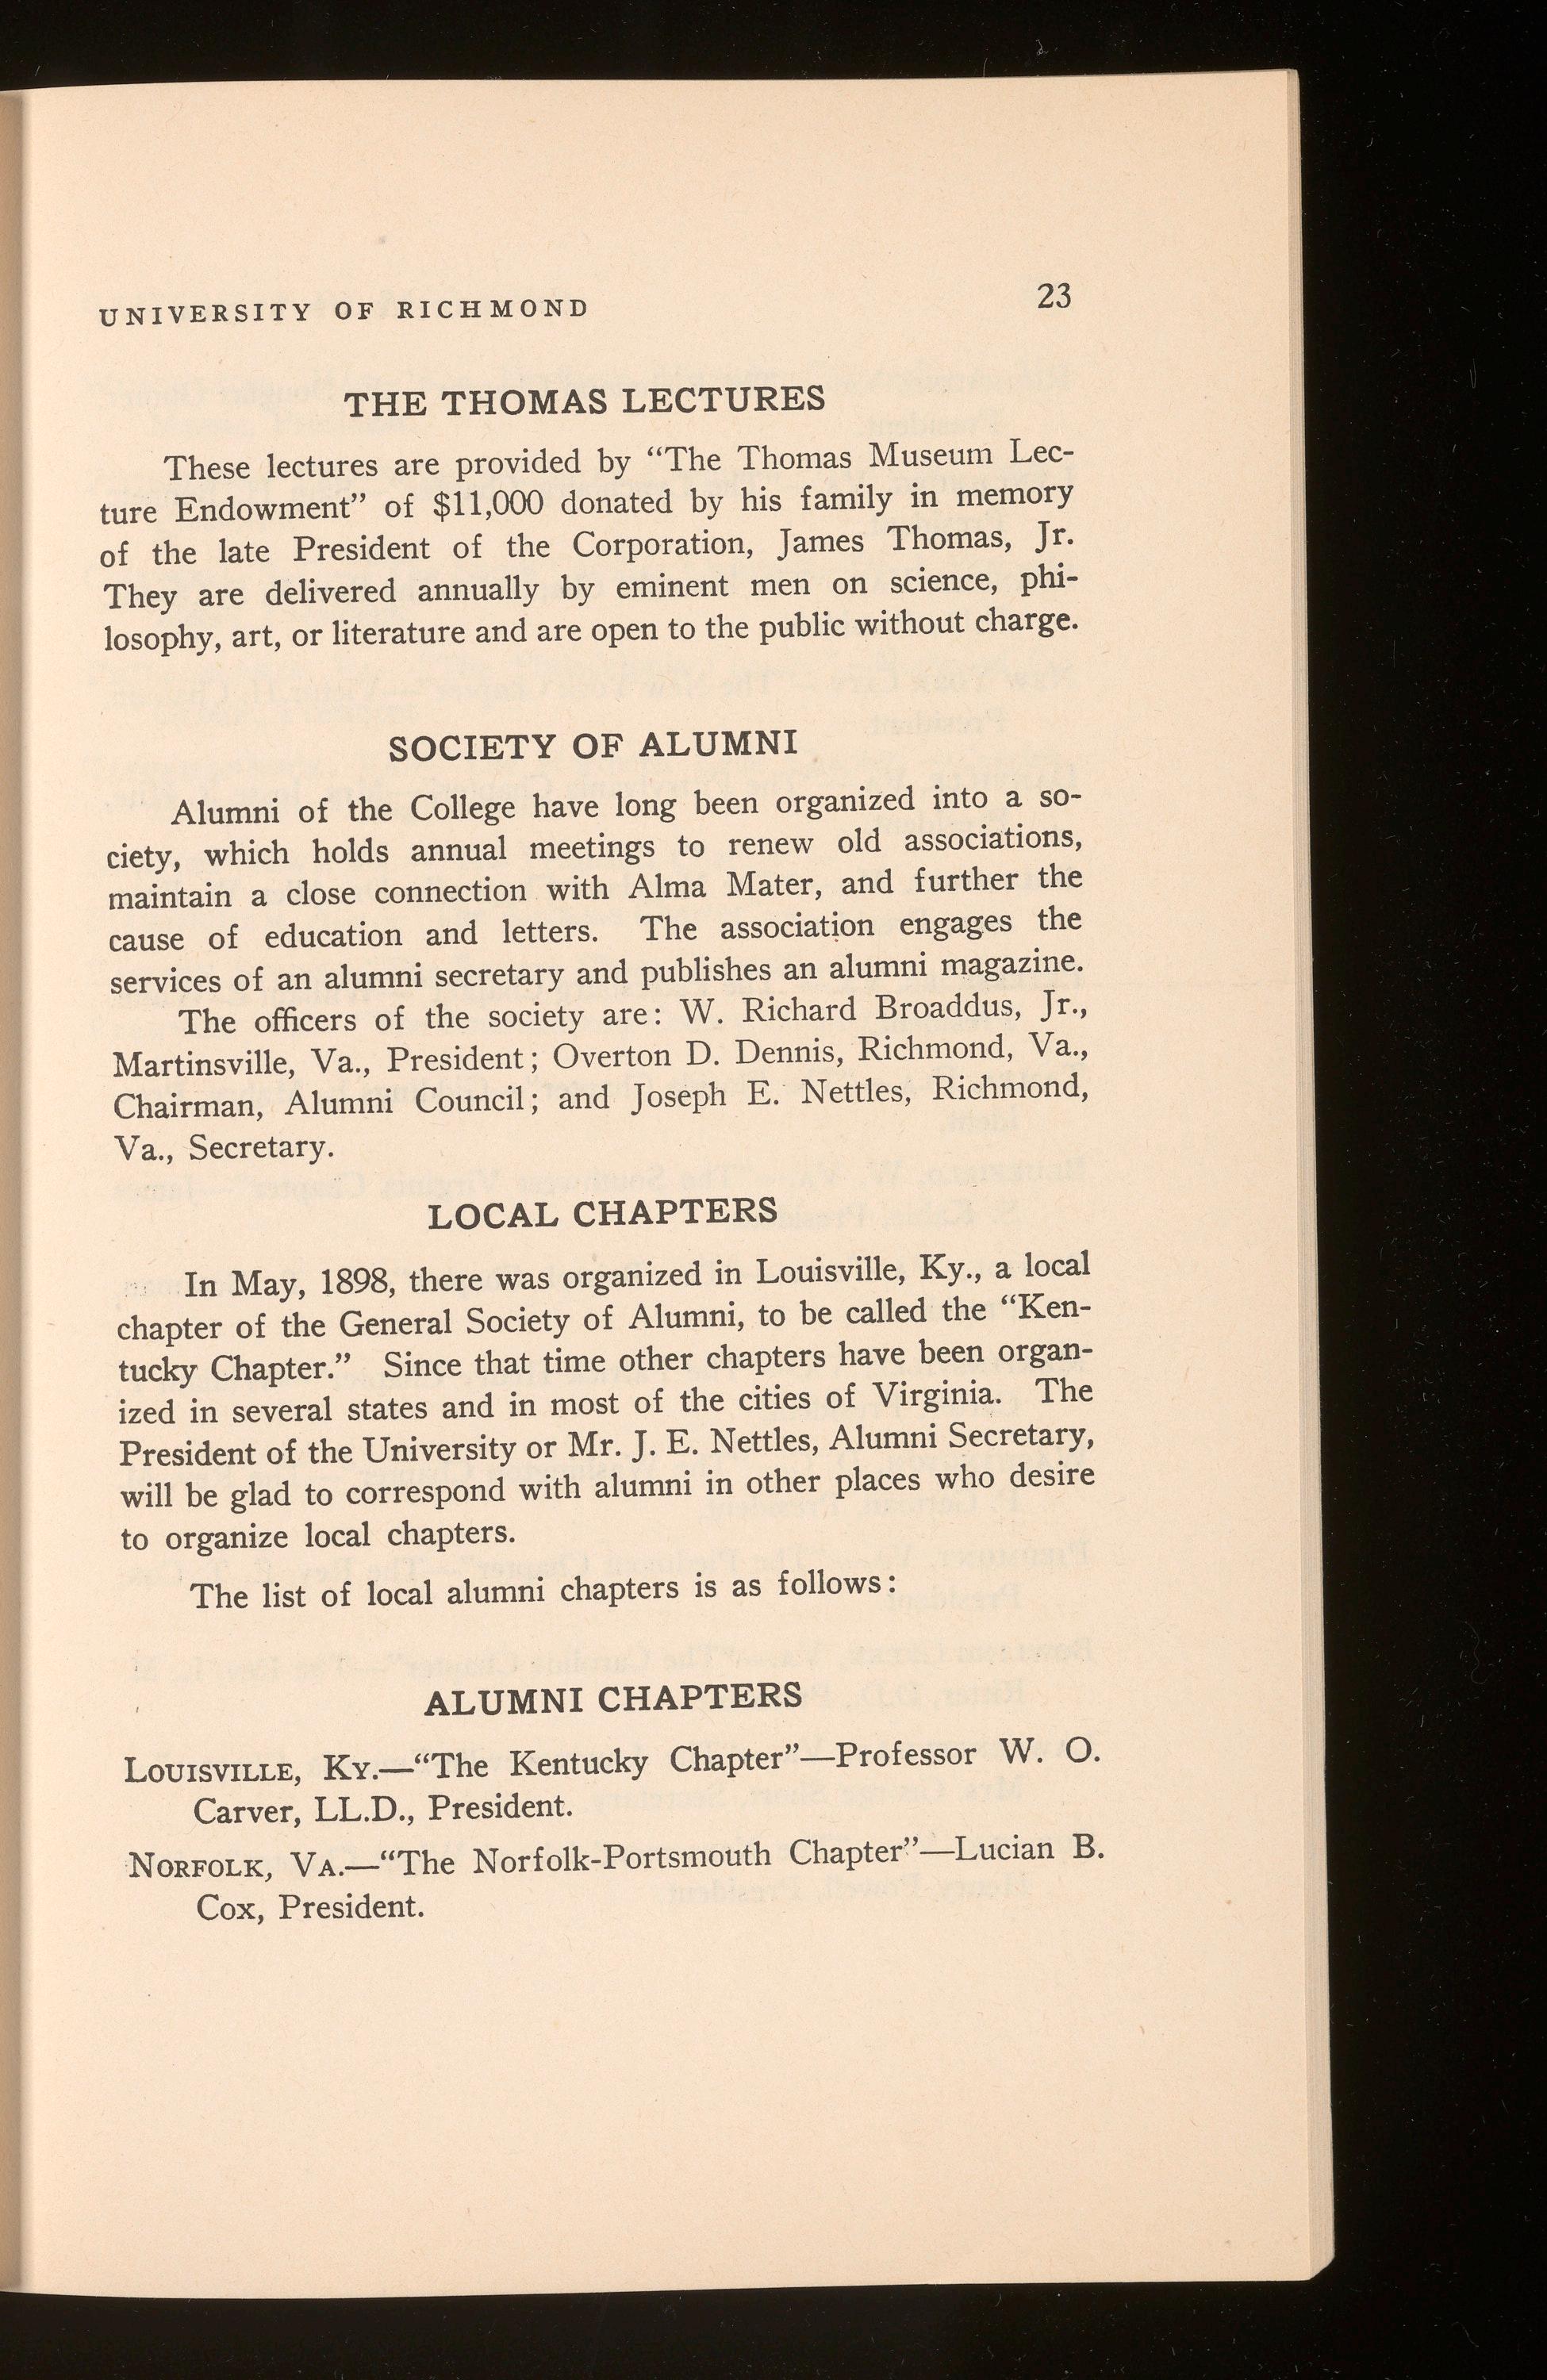 UNIVERSITY OF RICHMOND 23
THE THOMAS LECTURES
These lectures are provided by “The Thomas Museum Lec-
ture Endowment” of $11,000 donated by his family in memory
of the late President of the Corporation, James Thomas, Jr.
They are delivered annually by eminent men on science, phi-
losophy, art, or literature and are open to the public without charge.
SOCIETY OF ALUMNI
Alumni of the College have long been organized into a so-
ciety, which holds annual meetings to renew old associations,
maintain a close connection with Alma Mater, and further the
cause of education and letters. The association engages the
services of an alumni secretary and publishes an alumni magazine.
The officers of the society are: W. Richard Broaddus, Jr.,
Martinsville, Va., President; Overton D. Dennis, Richmond, Va.,
Chairman, Alumni Council; and Joseph E. Nettles, Richmond,
Va., Secretary.
LOCAL CHAPTERS
In May, 1898, there was organized in Louisville, Ky., a local
chapter of the General Society of Alumni, to be called the “Ken-
tucky Chapter.” Since that time other chapters have been organ-
ized in several states and in most of the cities of Virginia. The
President of the University or Mr. J. E. Nettles, Alumni Secretary,
will be glad to correspond with alumni in other places who desire
to organize local chapters.
The list of local alumni chapters is as follows:
ALUMNI CHAPTERS
LOUISVILLE, KY.—“The Kentucky Chapter”—Professor W. O.
Carver, LL.D., President.
NORFOLK, VA.—“The Norfolk-Portsmouth Chapter”—Lucian B.
Cox, President.